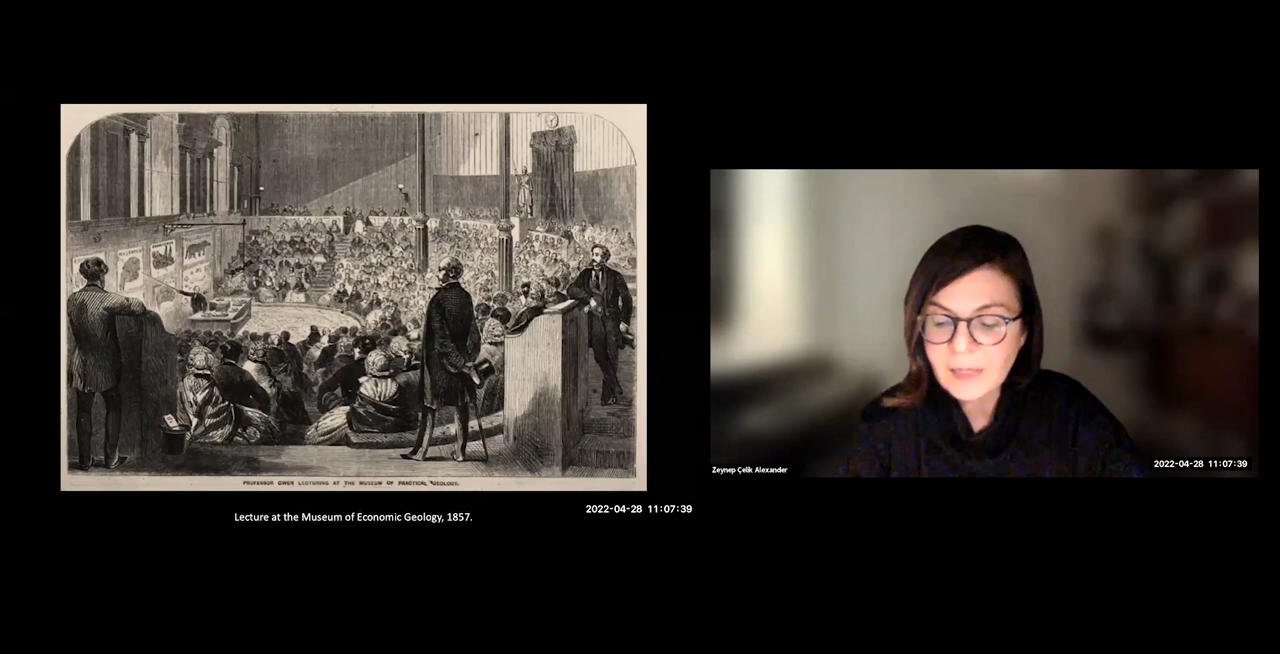 PROFESSOR OWEN LECTURING AT THE MUSEUM OF PRACTICAL GEOLOGY.
Lecture at the Museum of Economic Geology, 1857.
2022-04-28 11:07:39
Zeynep Çelik Alexander
2022-04-28 11:07:39